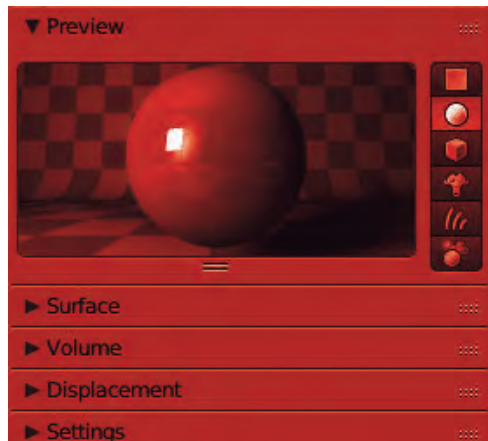 Preview
Surface
Volume
Displacement
Settings